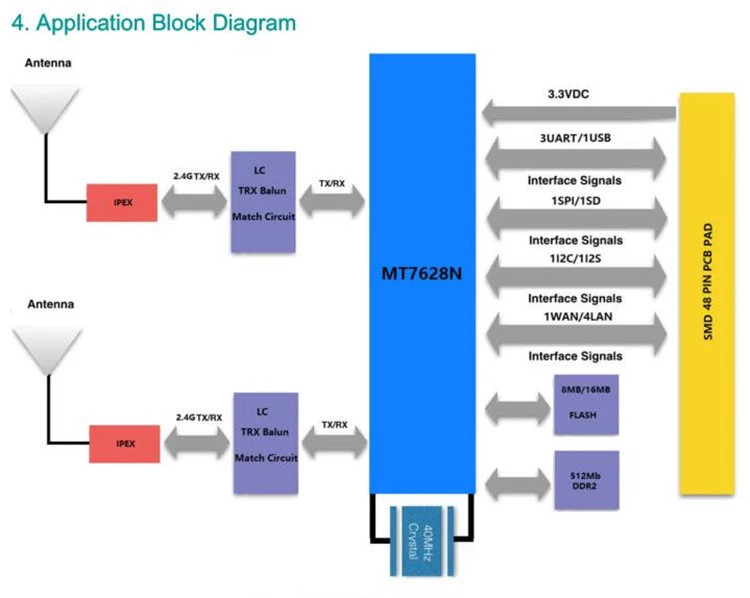 4. Application Block Diagram
Antenna
IPEX
2.4G TX/RX
LC
TRX Balun
Match Circuit
TX/RX
Antenna
IPEX
2.4G TX/RX
LC
TRX Balun
Match Circuit
TX/RX
MT7628N
40MHz
Crystal
3.3VDC
3UART/1USB
Interface Signals
1SPI/1SD
Interface Signals
1I2C/1I2S
Interface Signals
1WAN/4LAN
Interface Signals
8MB/16MB
FLASH
512Mb
DDR2
SMD 48 PIN PCB PAD